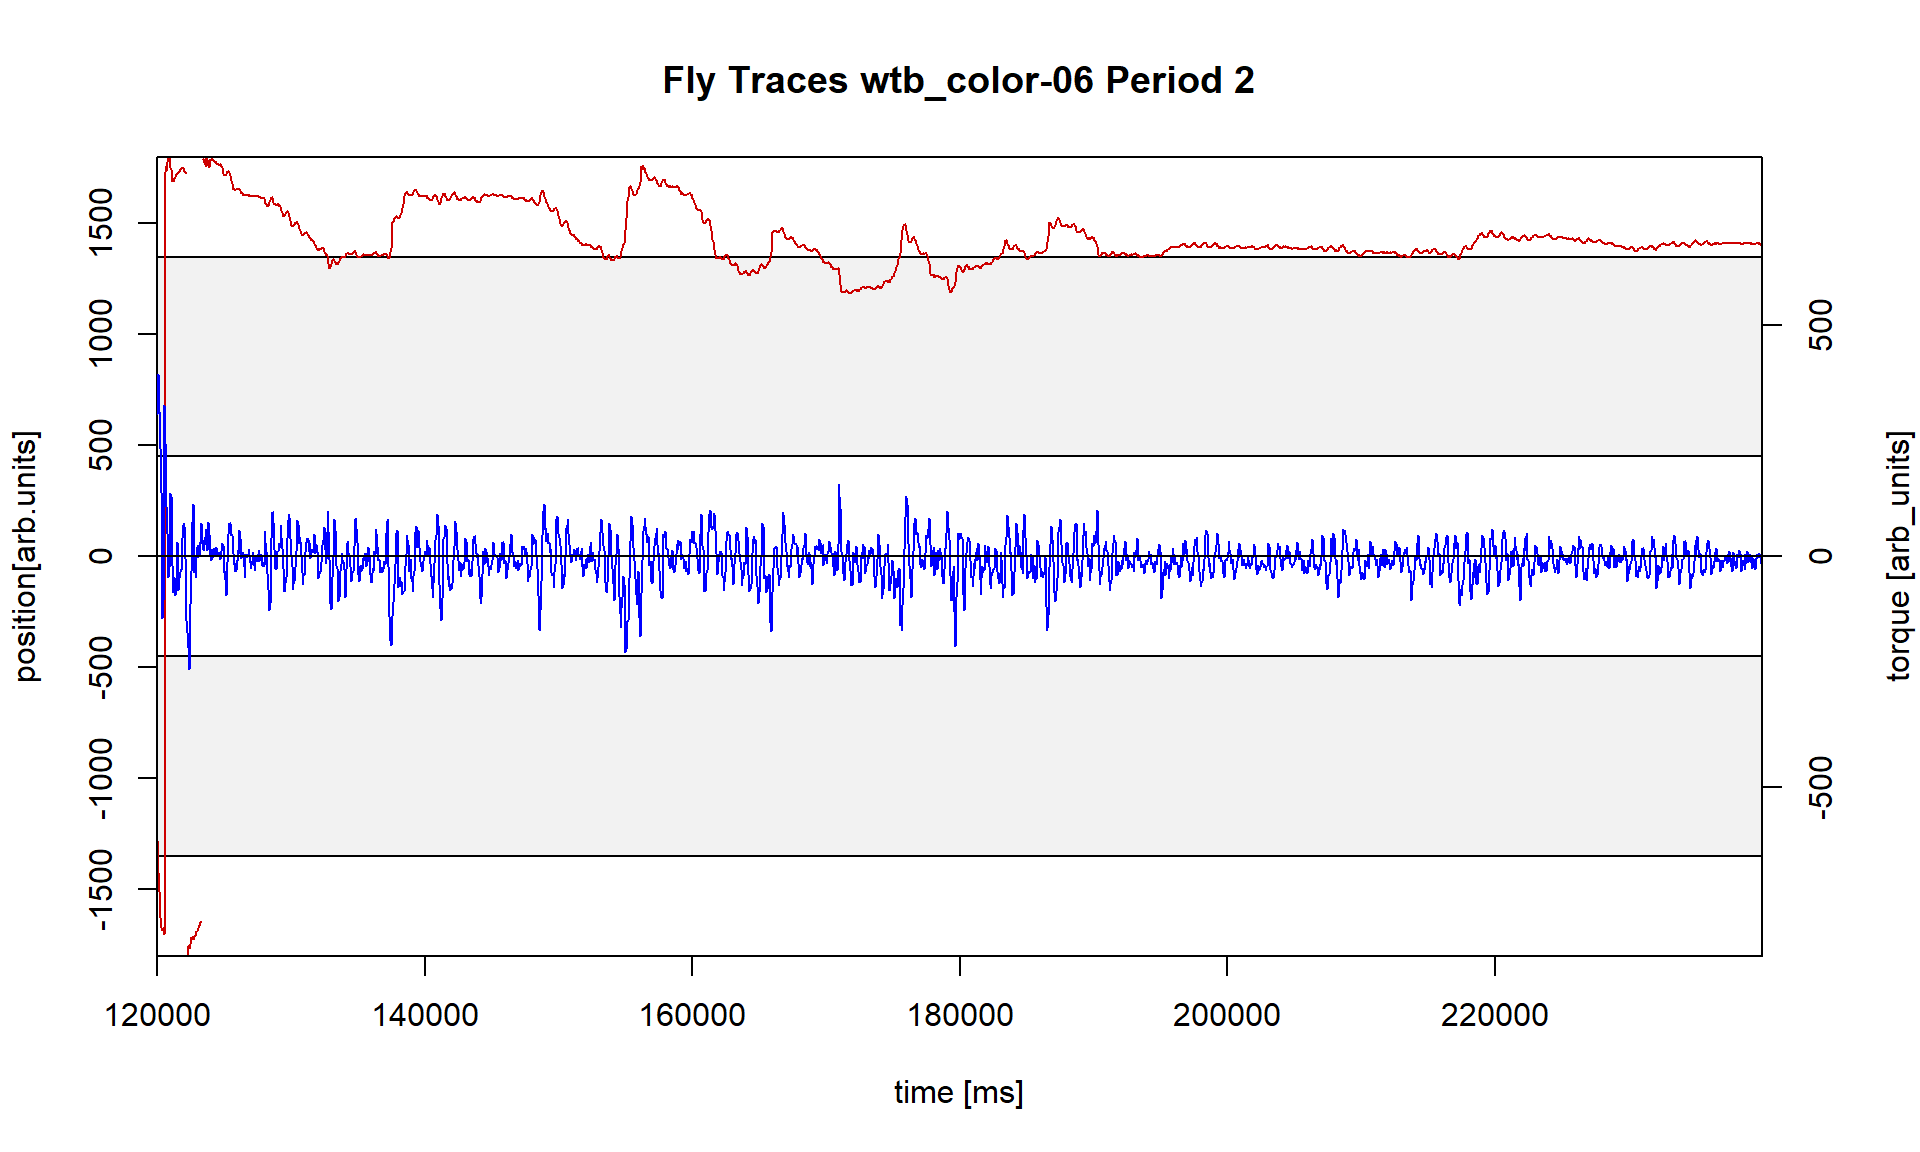 Fly Traces wtb_color-06 Period 2
position[arb.units]
1500
1000
500
0
-500
-1000
-1500
500
0
-500
torque [arb_units]
120000 140000 160000 180000 200000 220000
time [ms]